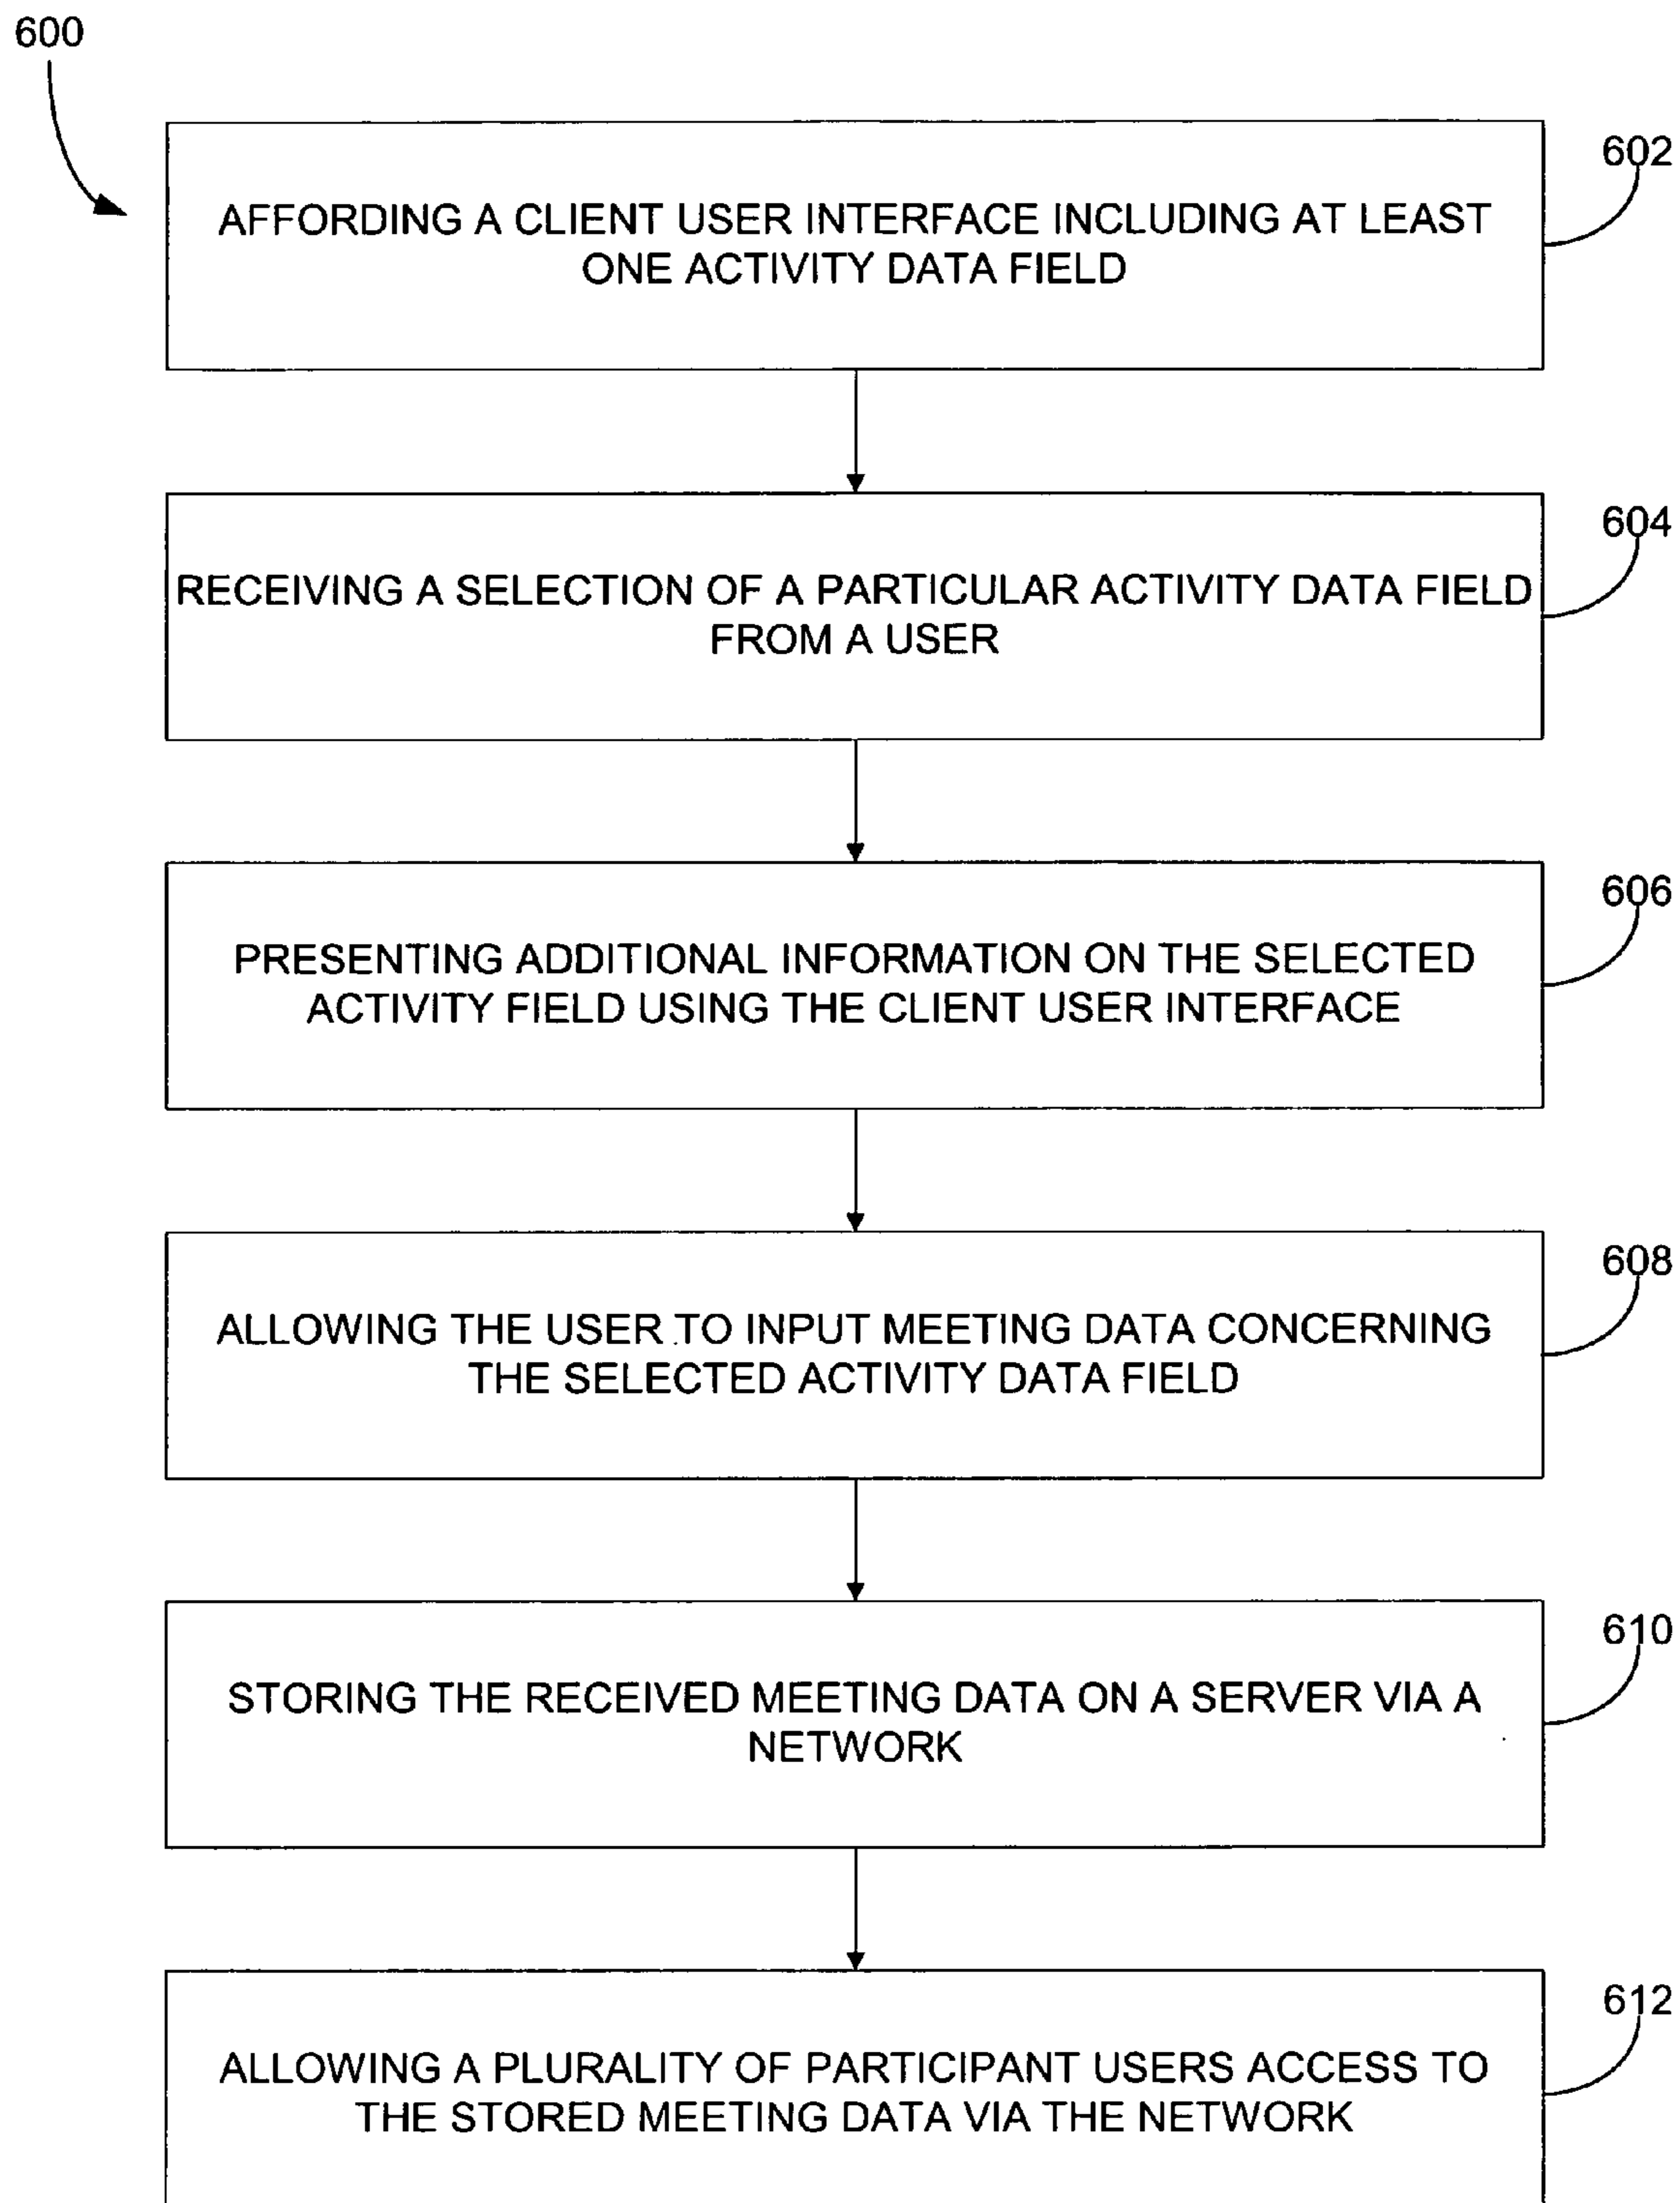 600
602
AFFORDING A CLIENT USER INTERFACE INCLUDING AT LEAST
ONE ACTIVITY DATA FIELD
604
RECEIVING A SELECTION OF A PARTICULAR ACTIVITY DATA FIELD
FROM A USER
606
PRESENTING ADDITIONAL INFORMATION ON THE SELECTED
ACTIVITY FIELD USING THE CLIENT USER INTERFACE
608
ALLOWING THE USER TO INPUT MEETING DATA CONCERNING
THE SELECTED ACTIVITY DATA FIELD
610
STORING THE RECEIVED MEETING DATA ON A SERVER VIA A
NETWORK
612
ALLOWING A PLURALITY OF PARTICIPANT USERS ACCESS TO
THE STORED MEETING DATA VIA THE NETWORK